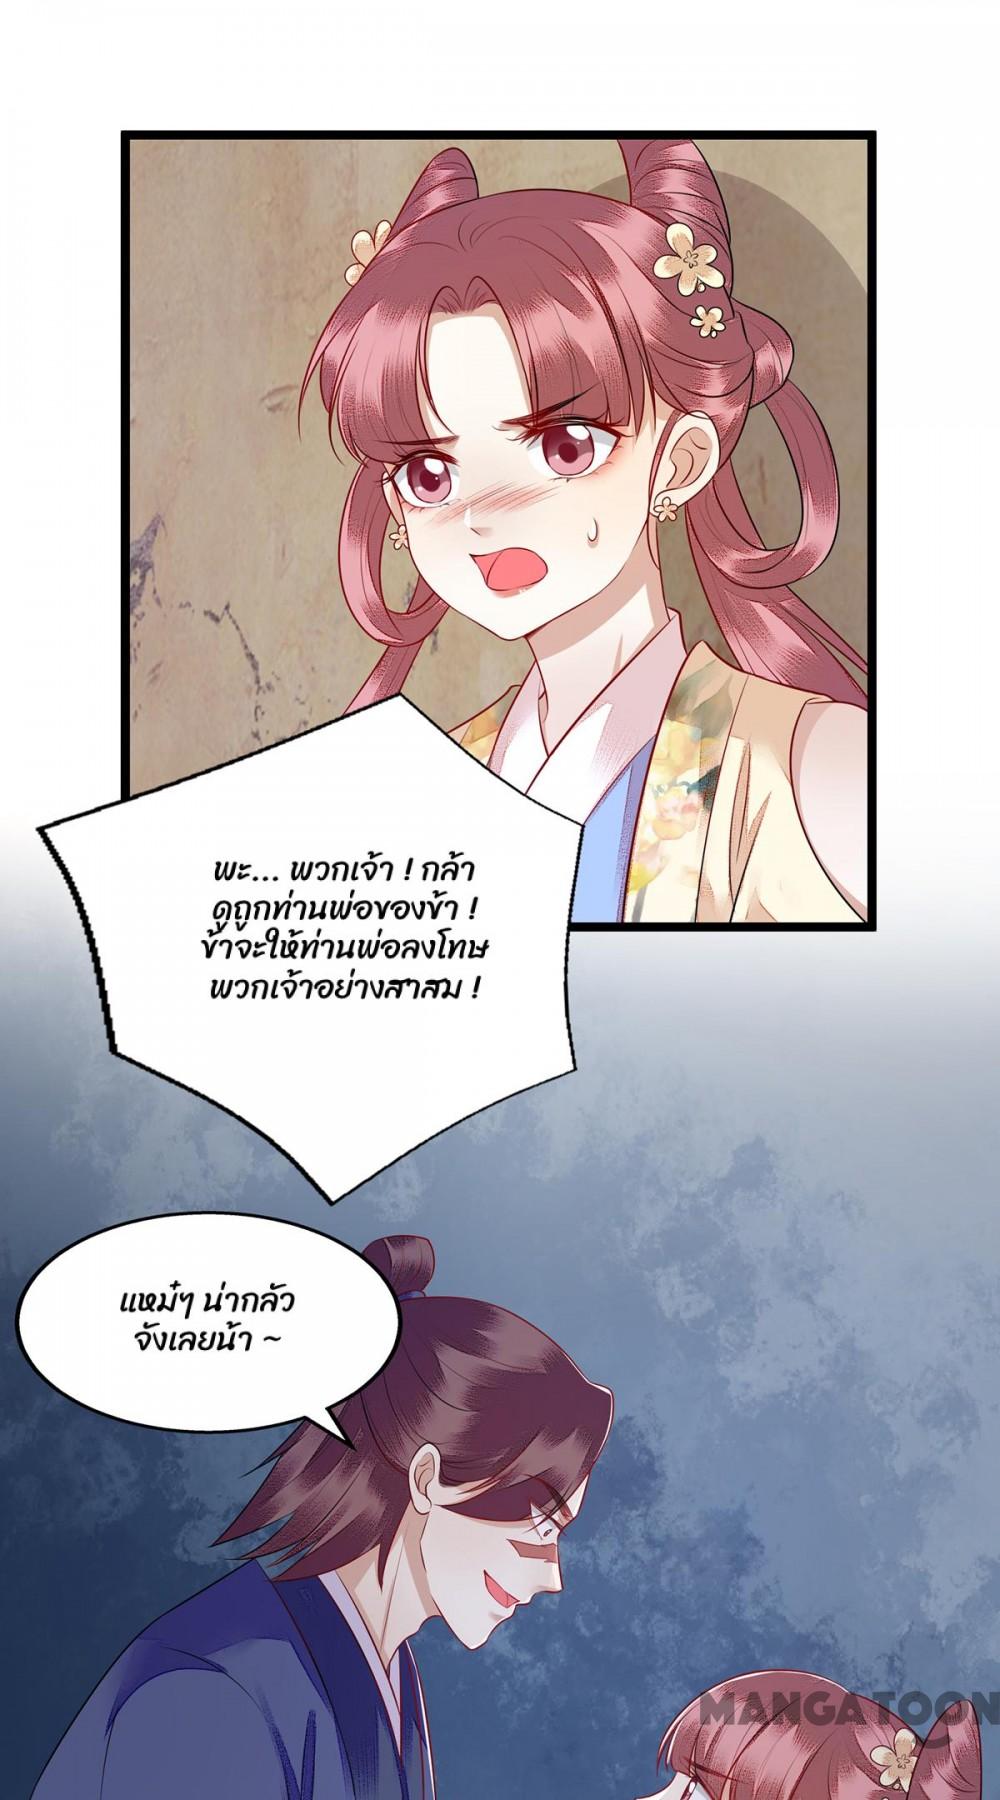 พะ... พวกเจ้า ! กล้า
ดูถูกท่านพ่อของข้า !
ข้าจะให้ท่านพ่อลงโทษ
พวกเจ้าอย่างสาสม !
แหม๋ๆ น่ากลัว
จังเลยน้า ~
MANGATOON